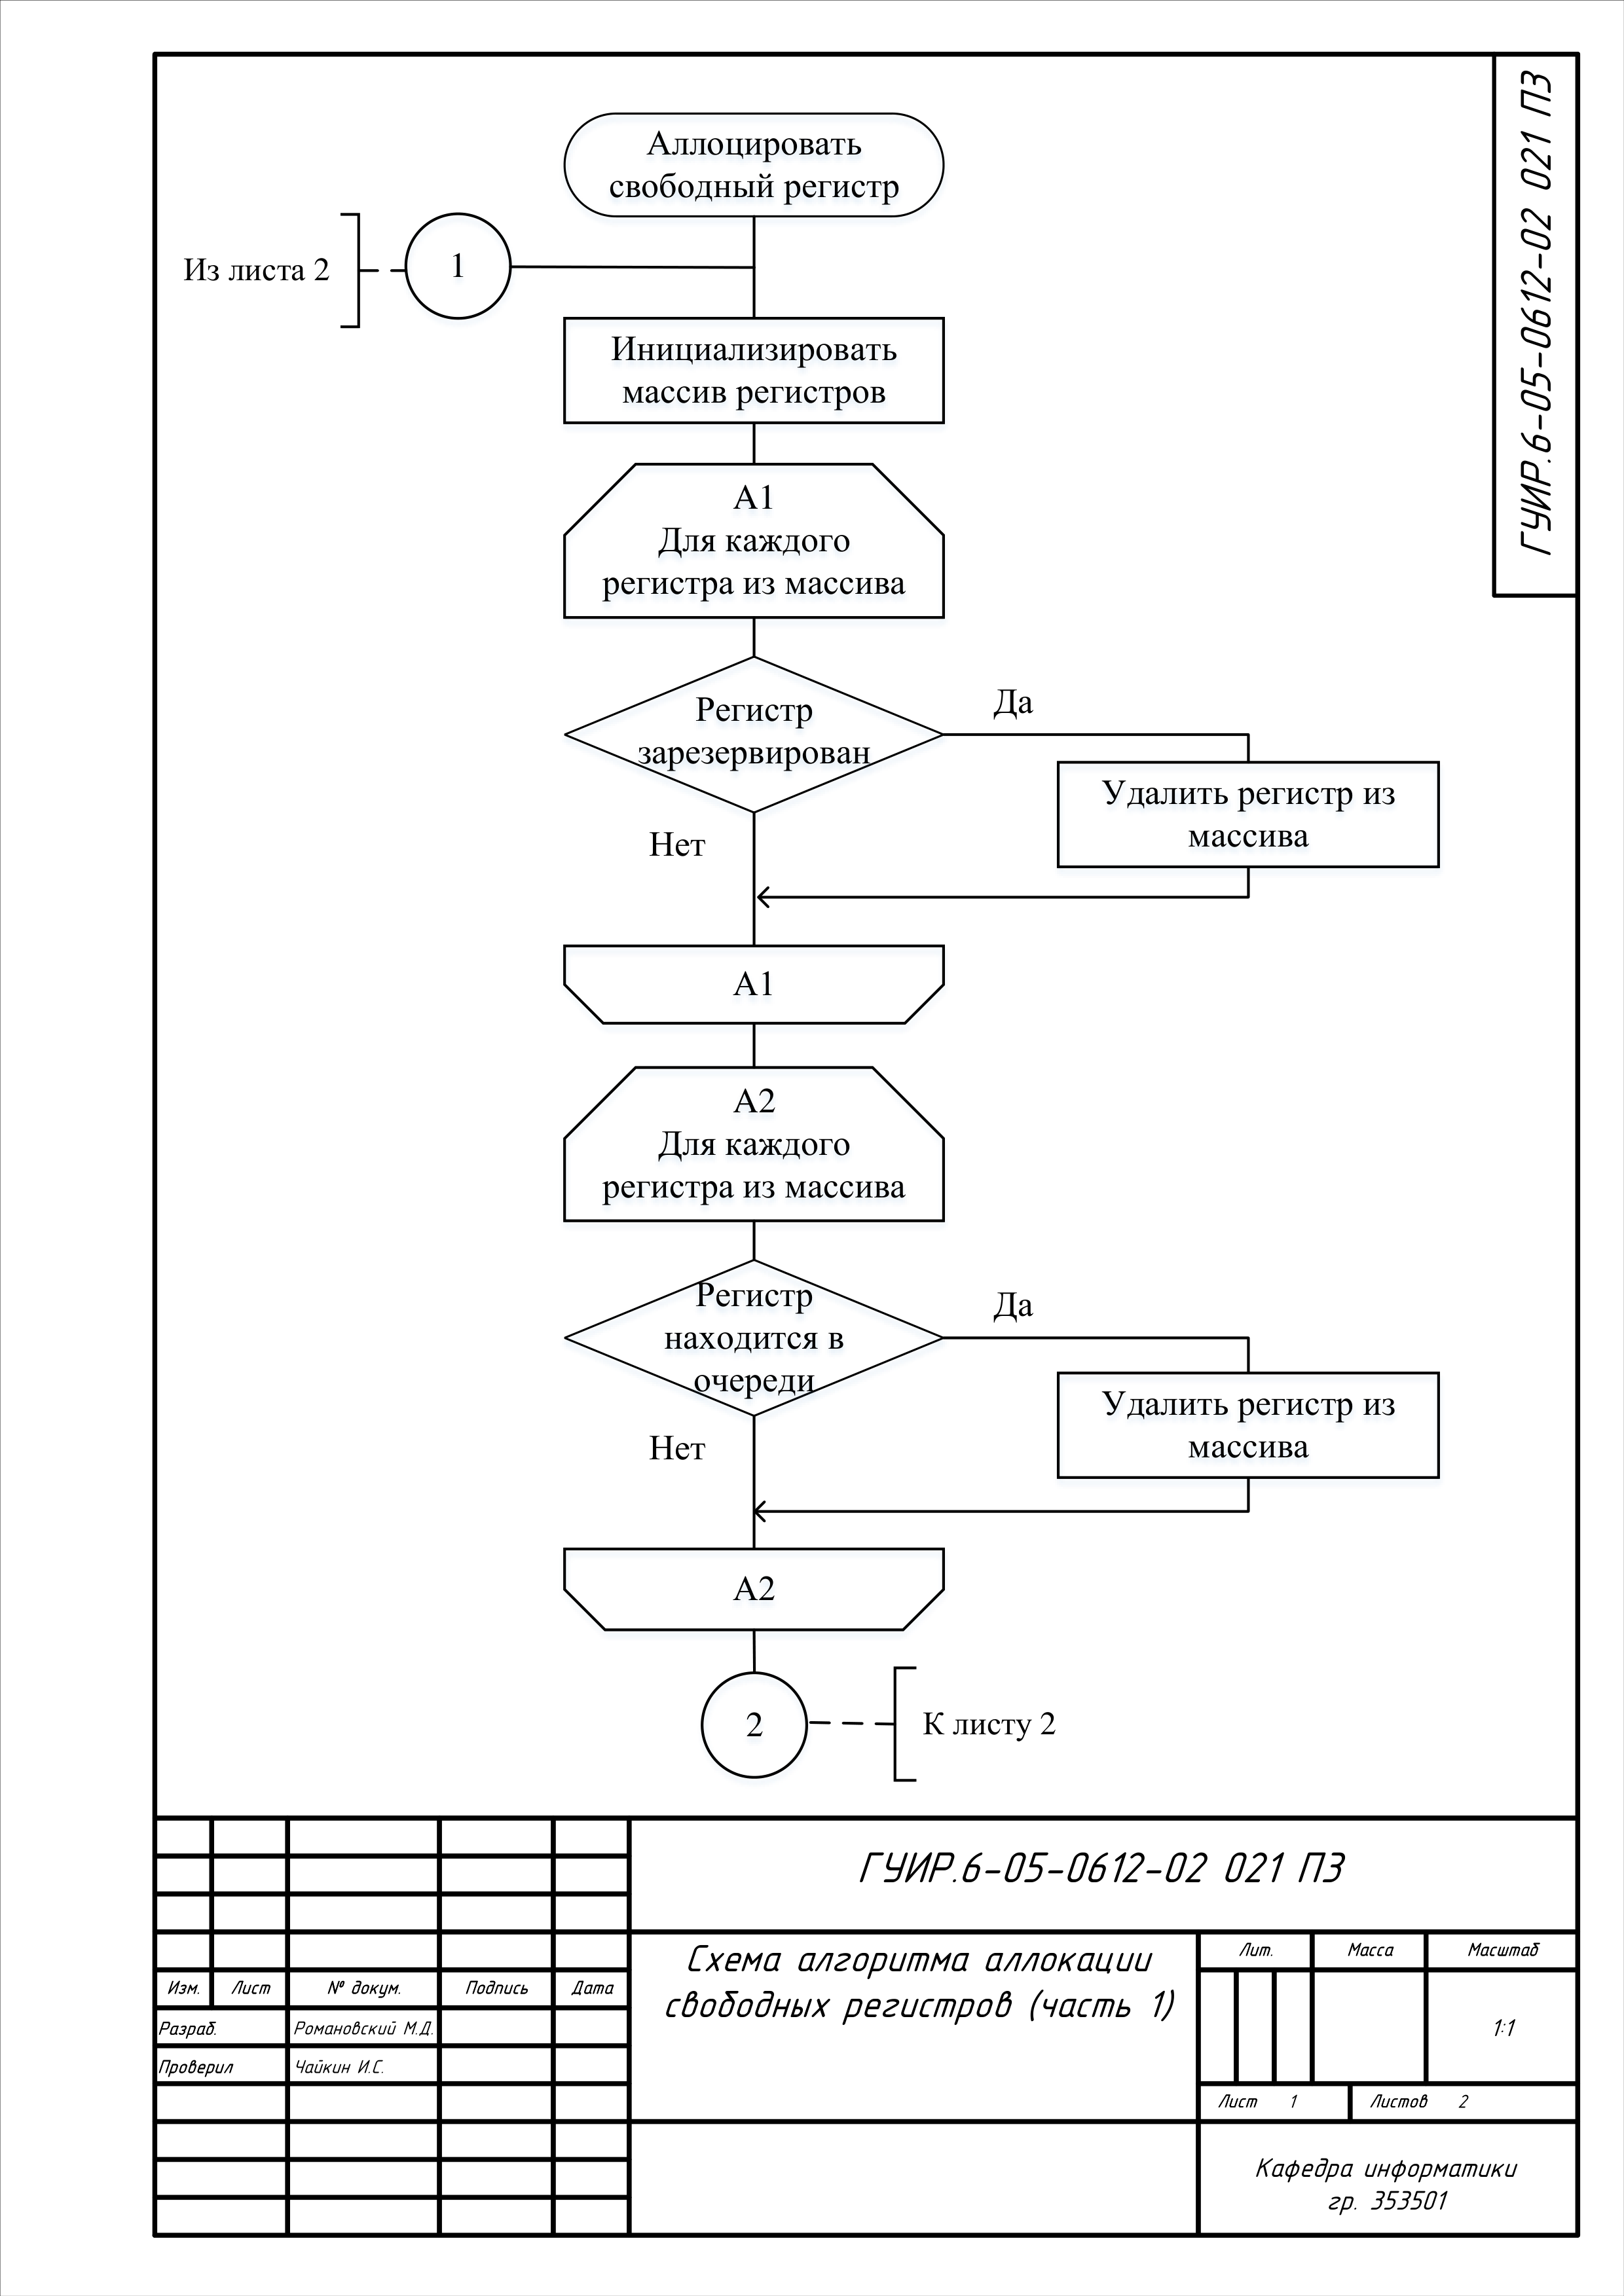 ГУИР.6-05-0612-02 021 ПЗ
Аллоцировать
свободный регистр
Из листа 2
1
Инициализировать
массив регистров
А1
Для каждого
регистра из массива
Регистр
зарезервирован
Да
Удалить регистр из
массива
Нет
А1
А2
Для каждого
регистра из массива
Регистр
находится в
очереди
Да
Удалить регистр из
массива
Нет
А2
2
К листу 2
ГУИР.6-05-0612-02 021 ПЗ
Схема алгоритма аллокации
свободных регистров (часть 1)
Лит. Масса Масштаб
1:1
Изм. Лист № докум. Подпись Дата
Разраб. Романовский М.Д.
Проверил Чайкин И.С.
Лист 1 Листов 2
Кафедра информатики
гр. 353501